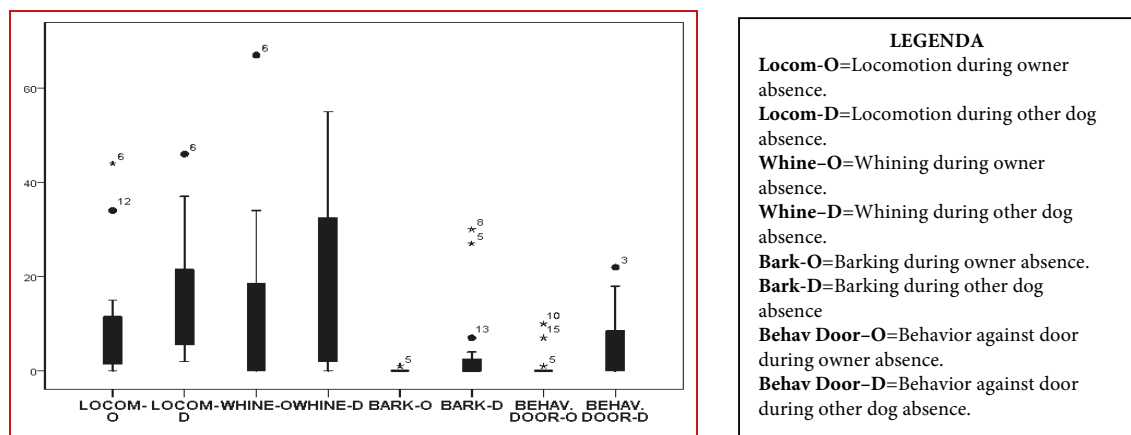 6
60
6
6
40
12
8
5
20
3
10
13
15
5
5
0
LOCOM-O
LOCOM-D
WHINE-O
WHINE-D
BARK-O
BARK-D
BEHAV. DOOR-O
BEHAV. DOOR-D
LEGENDA
Locom-O=Locomotion during owner
absence.
Locom-D=Locomotion during other dog
absence.
Whine–O=Whining during owner
absence.
Whine–D=Whining during other dog
absence.
Bark-O=Barking during owner absence.
Bark-D=Barking during other dog
absence
Behav Door–O=Behavior against door
during owner absence.
Behav Door–D=Behavior against door
during other dog absence.